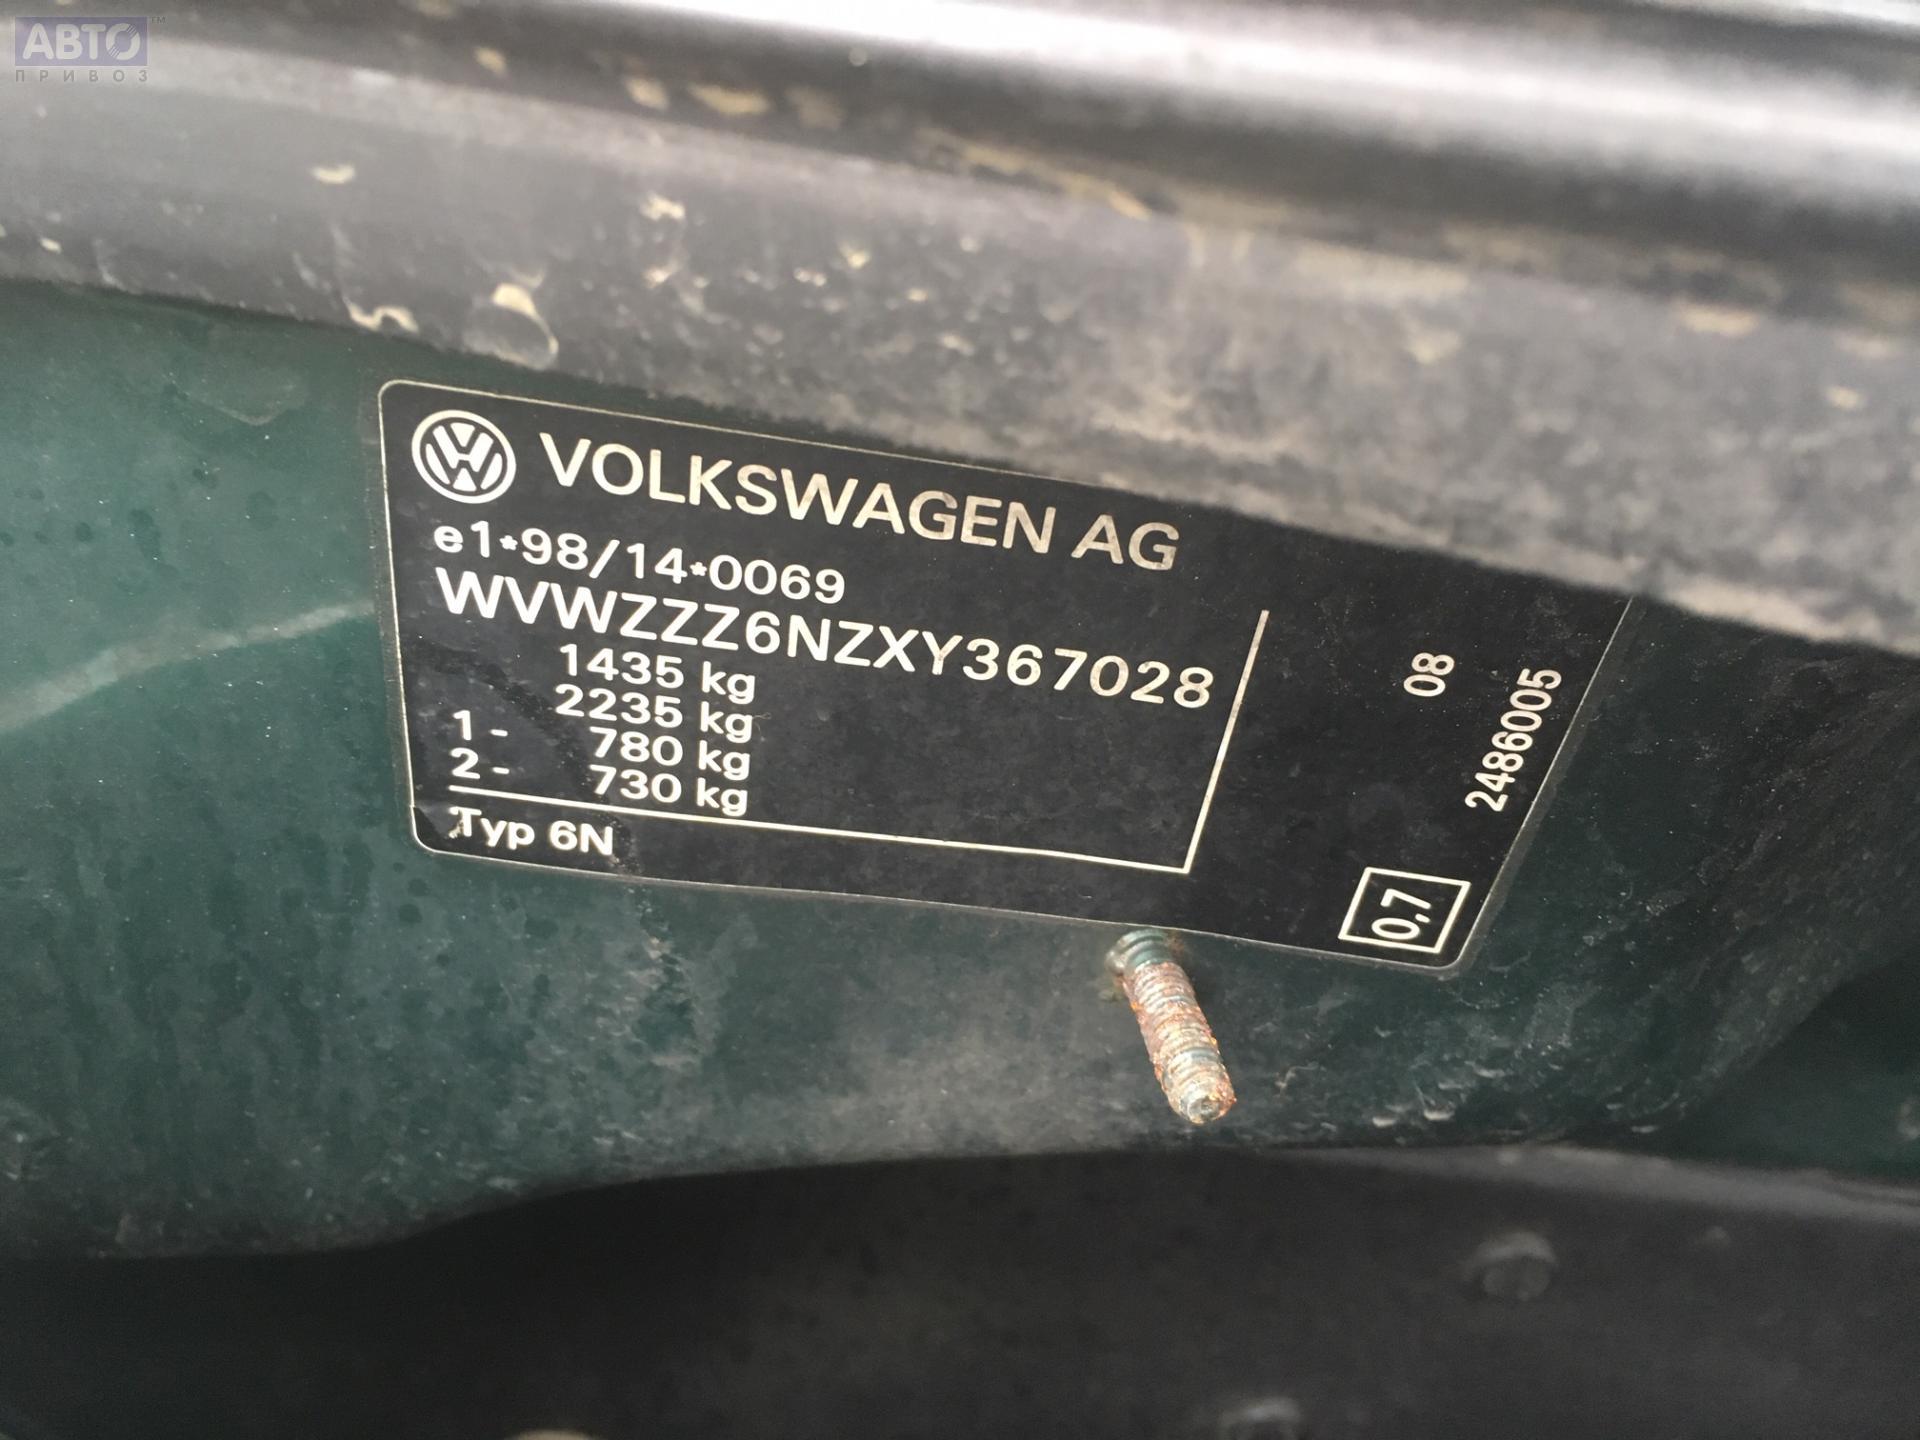 АВТО™
ПРИВОЗ
VOLKSWAGEN AG
e1*98/14*0069
WVWZZZ6NZXY367028
1435 kg
2235 kg
1 - 780 kg
2 - 730 kg
Typ 6N
08
2486005
0,7